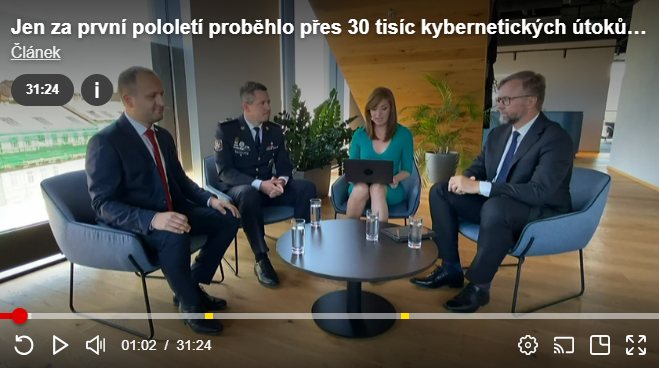 Jen za první pololetí proběhlo přes 30 tisíc kybernetických útoků…
Článek
31:24
i
01:02 / 31:24